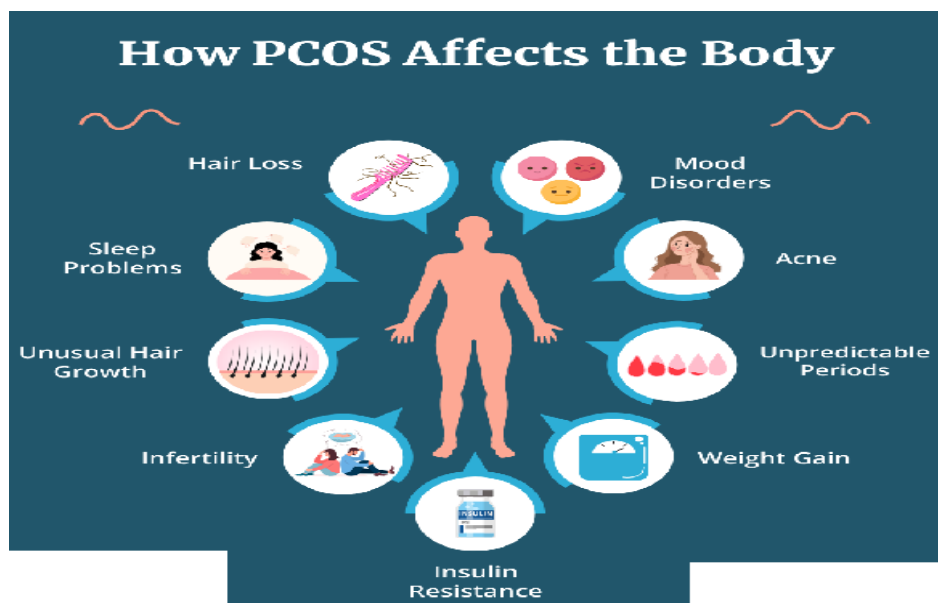 How PCOS Affects the Body
Hair Loss
Mood
Disorders
Sleep
Problems
Acne
Unusual Hair
Growth
Unpredictable
Periods
Infertility
Weight Gain
INSULIN
Insulin
Resistance